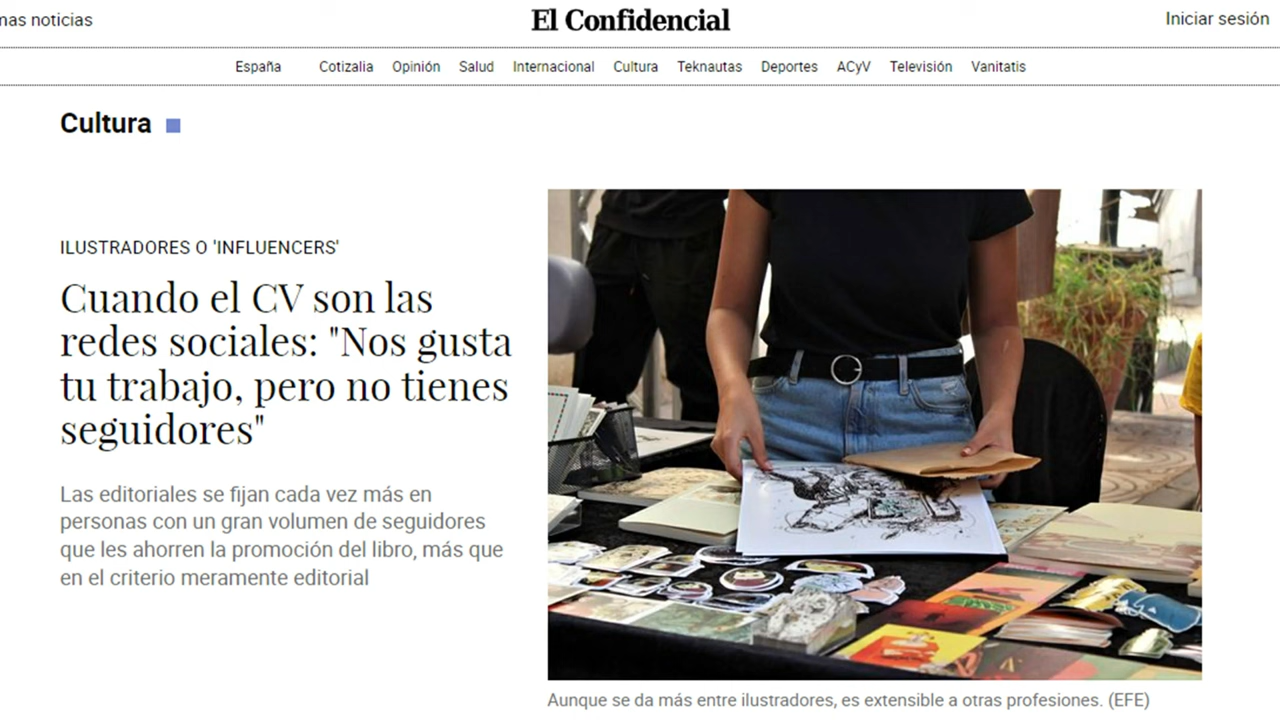 mas noticias
El Confidencial
Iniciar sesión
España Cotizalia Opinión Salud Internacional Cultura Teknautas Deportes ACyV Televisión Vanitatis
Cultura
ILUSTRADORES O 'INFLUENCERS'
Cuando el CV son las
redes sociales: "Nos gusta
tu trabajo, pero no tienes
seguidores"
Las editoriales se fijan cada vez más en
personas con un gran volumen de seguidores
que les ahorren la promoción del libro, más que
en el criterio meramente editorial
Aunque se da más entre ilustradores, es extensible a otras profesiones. (EFE)